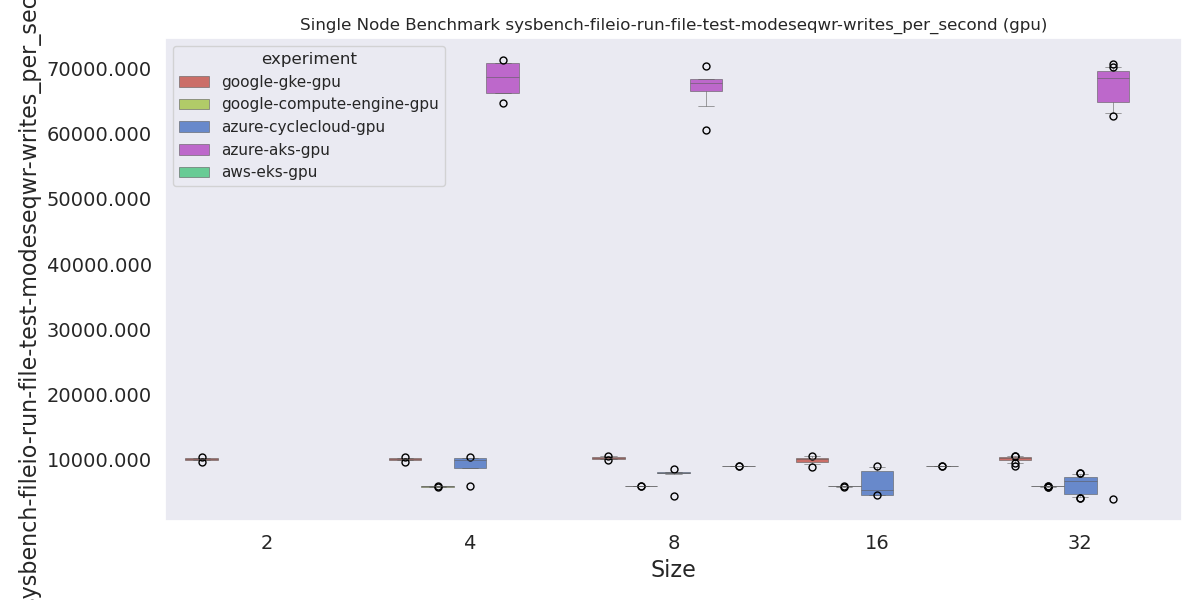 Single Node Benchmark sysbench-fileio-run-file-test-modeseqwr-writes_per_second (gpu)
ysbench-fileio-run-file-test-modeseqwr-writes_per_sec
experiment
google-gke-gpu
google-compute-engine-gpu
azure-cyclecloud-gpu
azure-aks-gpu
aws-eks-gpu
70000.000
60000.000
50000.000
40000.000
30000.000
20000.000
10000.000
2 4 8 16 32
Size